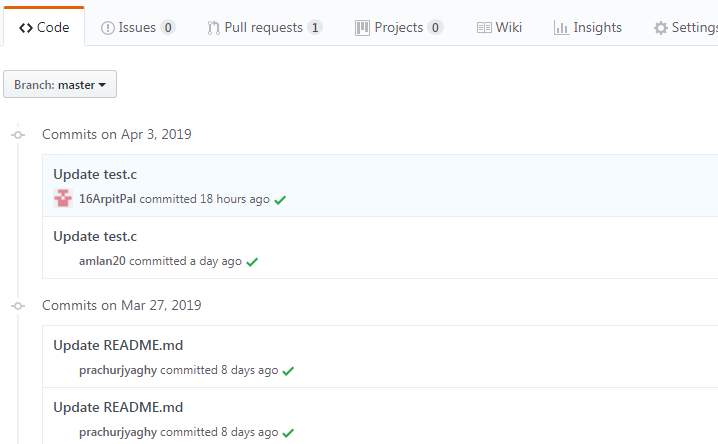 Code Issues 0 Pull requests 1 Projects 0 Wiki Insights Settings
Branch: master
Commits on Apr 3, 2019
Update test.c
16ArpitPal committed 18 hours ago
Update test.c
amlan20 committed a day ago
Commits on Mar 27, 2019
Update README.md
prachurjyaghy committed 8 days ago
Update README.md
prachurjyaghy committed 8 days ago